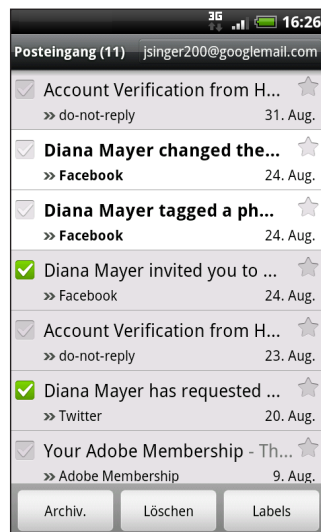 3G 16:26
Posteingang (11) jsinger200@googlemail.com
Account Verification from H...
» do-not-reply 31. Aug.
Diana Mayer changed the...
» Facebook 24. Aug.
Diana Mayer tagged a ph...
» Facebook 24. Aug.
Diana Mayer invited you to ...
» Facebook 24. Aug.
Account Verification from H...
» do-not-reply 23. Aug.
Diana Mayer has requested ...
» Twitter 20. Aug.
Your Adobe Membership - Th...
» Adobe Membership 9. Aug.
Archiv. Löschen Labels